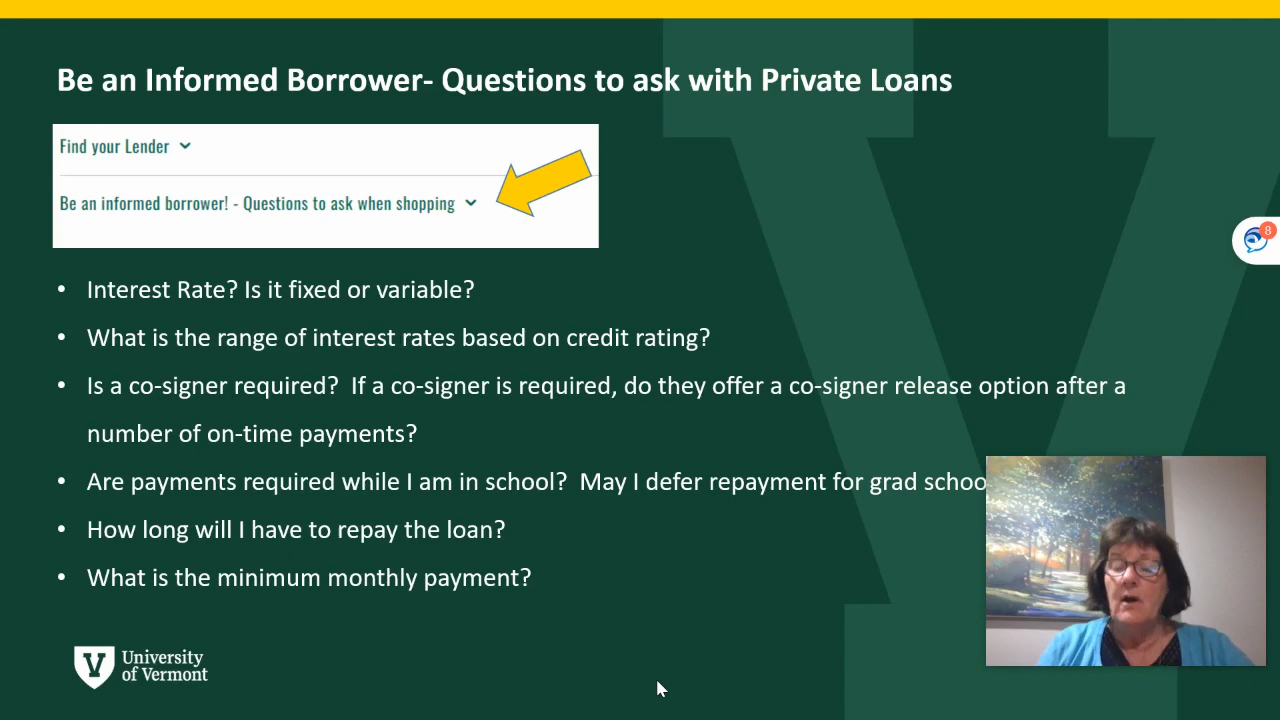 Be an Informed Borrower- Questions to ask with Private Loans
Find your Lender
Be an informed borrower! - Questions to ask when shopping
8
• Interest Rate? Is it fixed or variable?
• What is the range of interest rates based on credit rating?
• Is a co-signer required?  If a co-signer is required, do they offer a co-signer release option after a
number of on-time payments?
• Are payments required while I am in school?  May I defer repayment for grad schoo
• How long will I have to repay the loan?
• What is the minimum monthly payment?
University
of Vermont